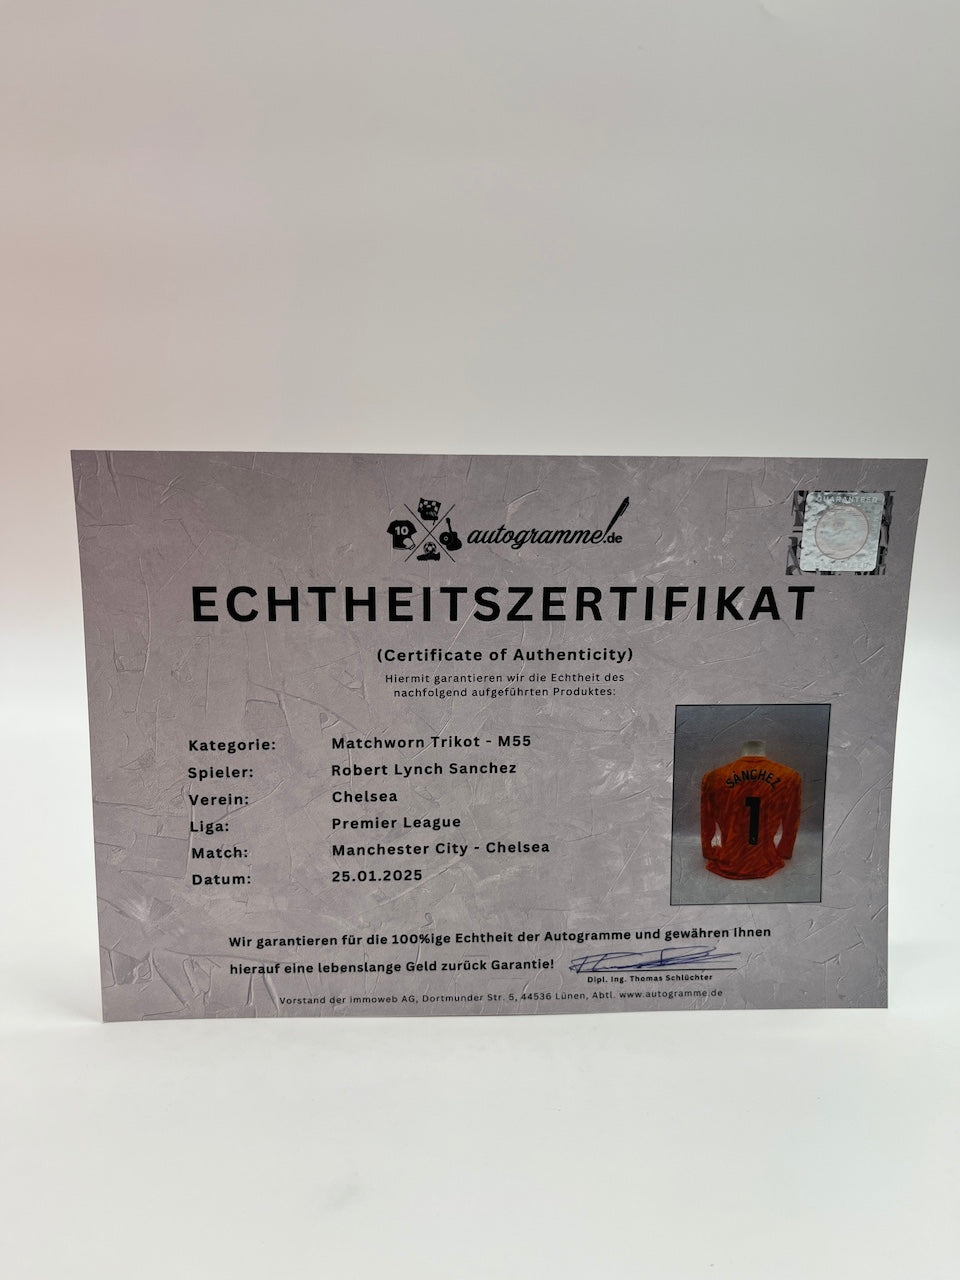 10
autogramme!.de
GUARANTEED
ECHTHEITSZERTIFIKAT
(Certificate of Authenticity)
Hiermit garantieren wir die Echtheit des
nachfolgend aufgeführten Produktes:
Kategorie: Matchworn Trikot - M55
Spieler: Robert Lynch Sanchez
Verein: Chelsea
Liga: Premier League
Match: Manchester City - Chelsea
Datum: 25.01.2025
SÁNCHEZ
1
Wir garantieren für die 100%ige Echtheit der Autogramme und gewähren Ihnen
hierauf eine lebenslange Geld zurück Garantie!
Dipl. Ing. Thomas Schlüchter
Vorstand der immoweb AG, Dortmunder Str. 5, 44536 Lünen, Abtl. www.autogramme.de